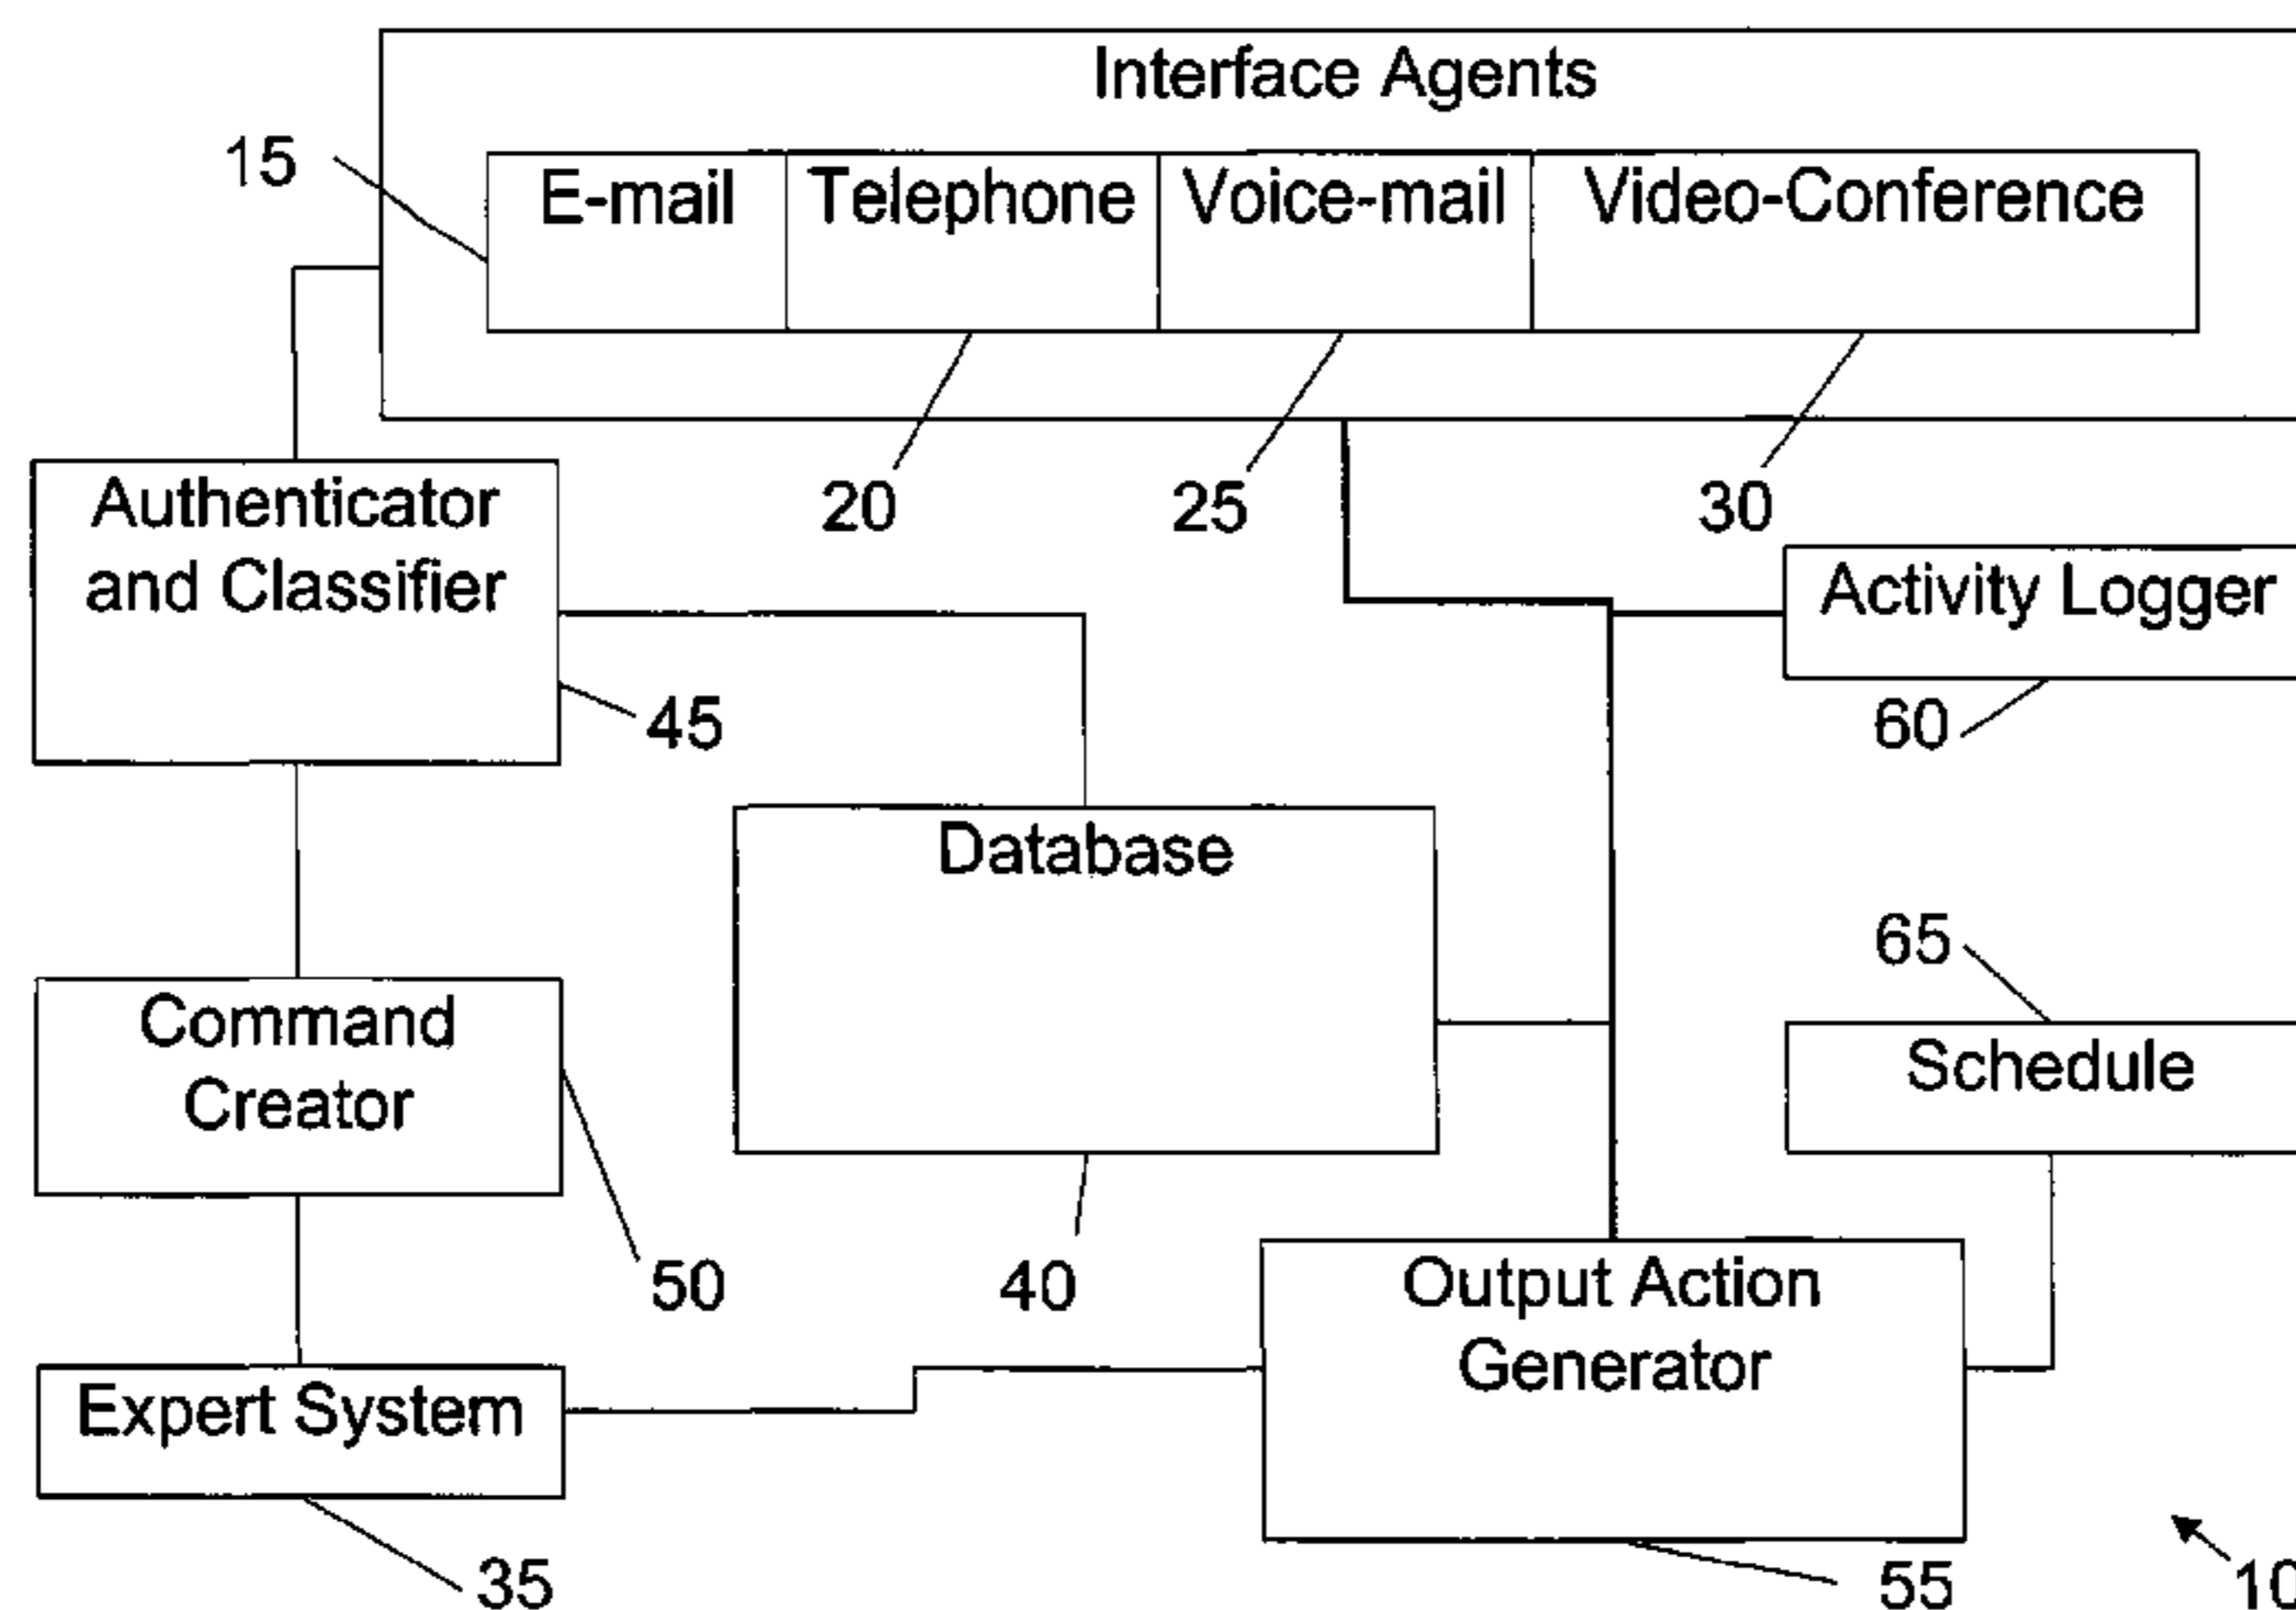 Interface Agents
15
E-mail Telephone Voice-mail Video-Conference
Authenticator
and Classifier
20 25 30
Activity Logger
45
60
Database
65
Command
Creator
Schedule
50
40
Output Action
Generator
Expert System
35
55
10